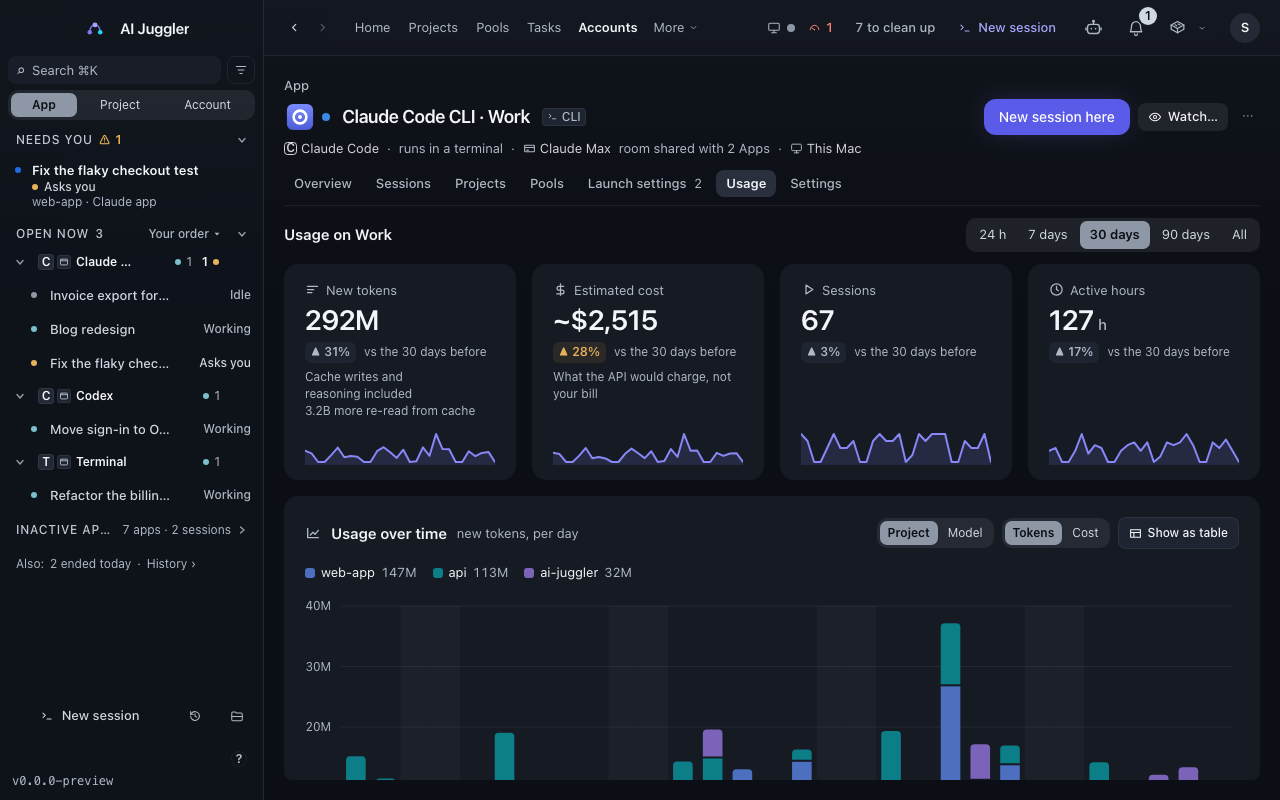 AI Juggler
Search ⌘K
App Project Account
NEEDS YOU 1
Fix the flaky checkout test
Asks you
web-app · Claude app
OPEN NOW 3 Your order
C Claude ... 1 1
Invoice export for... Idle
Blog redesign Working
Fix the flaky chec... Asks you
C Codex 1
Move sign-in to O... Working
T Terminal 1
Refactor the billin... Working
INACTIVE AP... 7 apps · 2 sessions
Also: 2 ended today · History ›
New session
?
v0.0.0-preview
Home Projects Pools Tasks Accounts More 1 7 to clean up New session 1 S
App
Claude Code CLI · Work CLI
New session here Watch... ...
C Claude Code · runs in a terminal · Claude Max room shared with 2 Apps · This Mac
Overview Sessions Projects Pools Launch settings 2 Usage Settings
Usage on Work
24 h 7 days 30 days 90 days All
New tokens
292M
31% vs the 30 days before
Cache writes and
reasoning included
3.2B more re-read from cache
Estimated cost
~$2,515
28% vs the 30 days before
What the API would charge, not
your bill
Sessions
67
3% vs the 30 days before
Active hours
127 h
17% vs the 30 days before
Usage over time new tokens, per day
Project Model Tokens Cost Show as table
web-app 147M api 113M ai-juggler 32M
40M
30M
20M